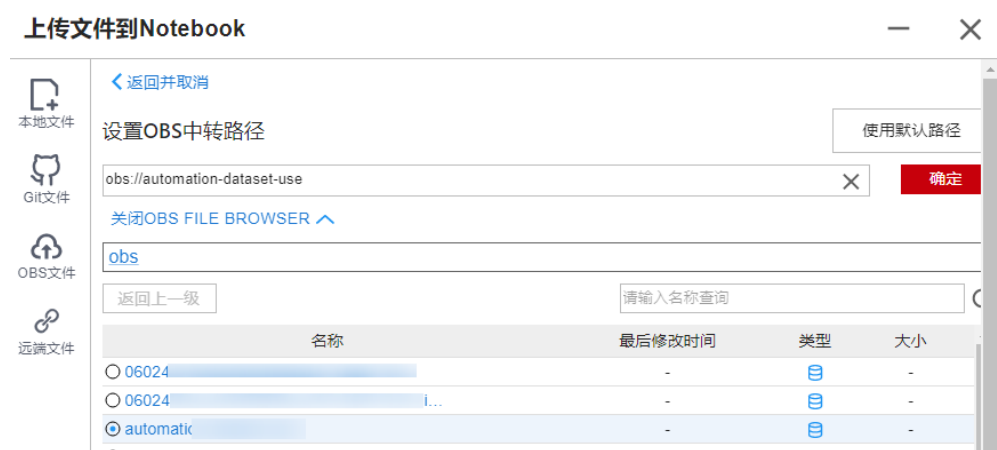 上传文件到Notebook
返回并取消
本地文件
设置OBS中转路径
使用默认路径
obs://automation-dataset-use
确定
Git文件
关闭OBS FILE BROWSER
obs
OBS文件
返回上一级
请输入名称查询
远端文件
名称 最后修改时间 类型 大小
06024 - -
06024 i... - -
automatic - -